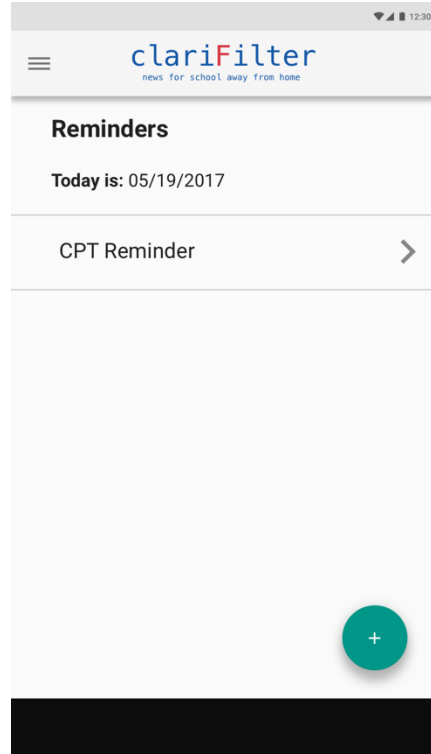 12:30
clariFilter
news for school away from home
Reminders
Today is: 05/19/2017
CPT Reminder
+